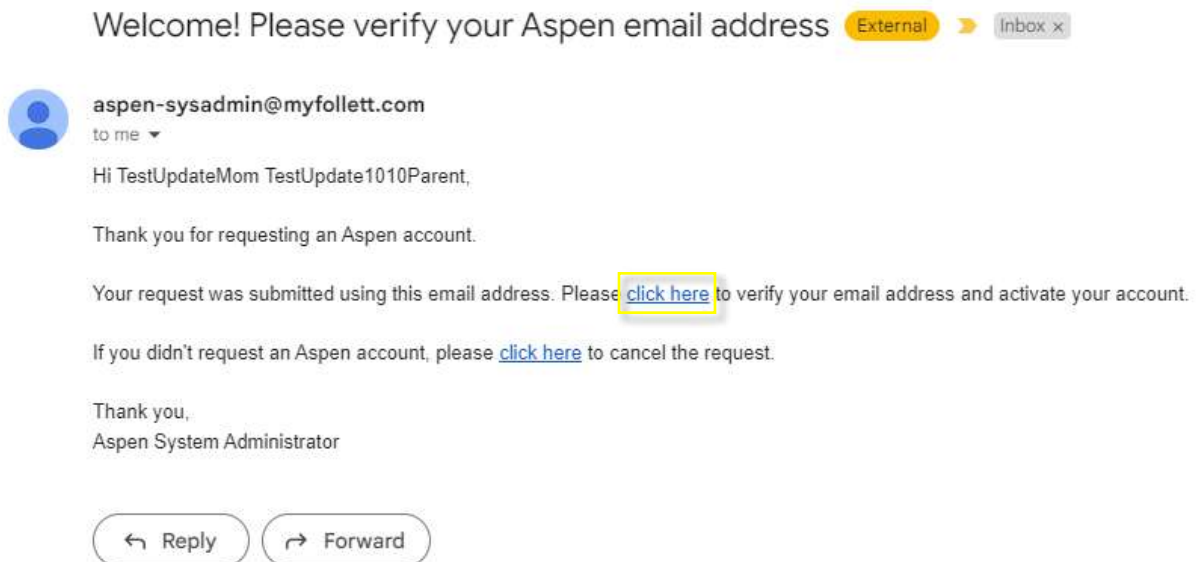 Welcome! Please verify your Aspen email address External Inbox x
aspen-sysadmin@myfollett.com
to me
Hi TestUpdateMom TestUpdate1010Parent,
Thank you for requesting an Aspen account.
Your request was submitted using this email address. Please click here to verify your email address and activate your account.
If you didn't request an Aspen account, please click here to cancel the request.
Thank you,
Aspen System Administrator
Reply Forward